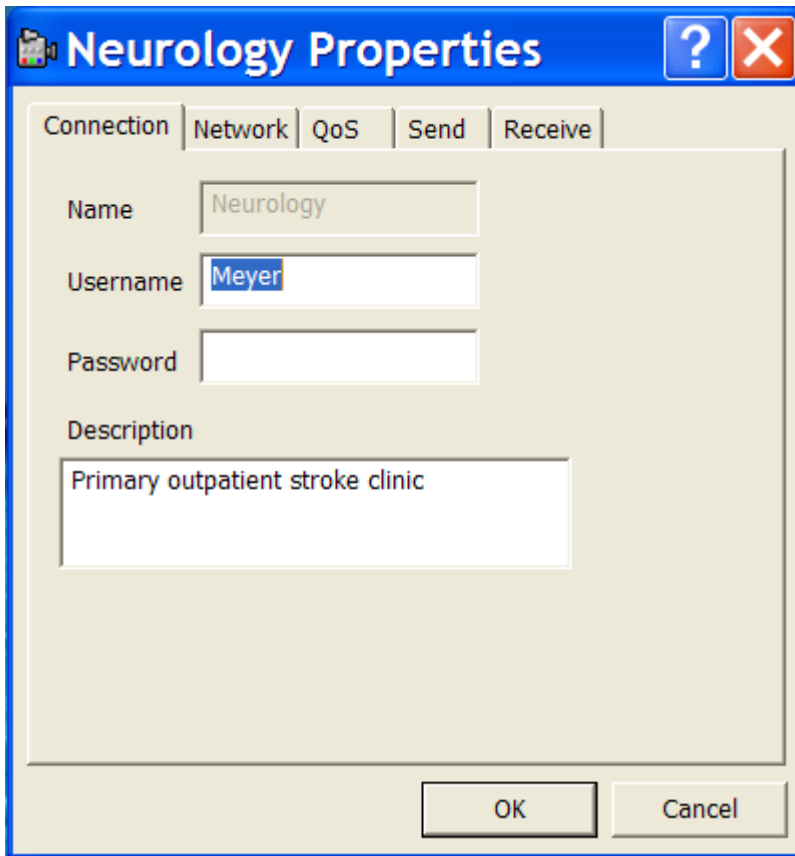 Neurology Properties
?
Connection Network QoS Send Receive
Name Neurology
Username Meyer
Password
Description
Primary outpatient stroke clinic
OK Cancel